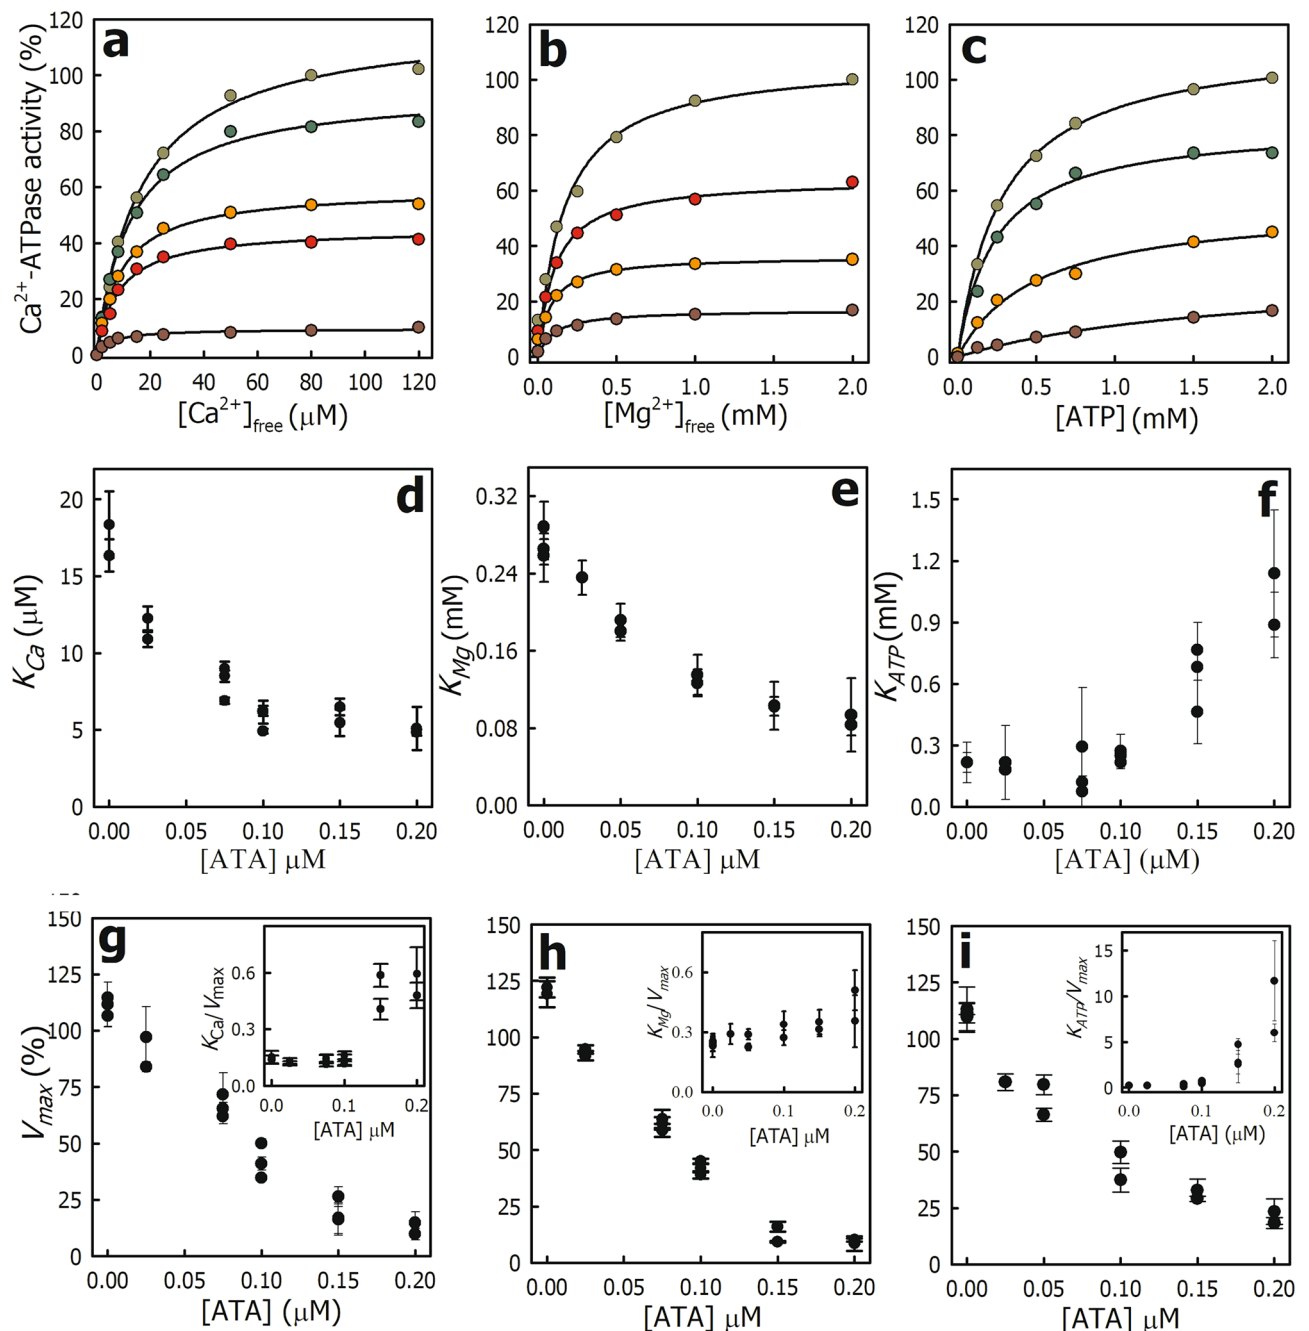 a
b
c
Ca2+-ATPase activity (%)
120
100
80
60
40
20
0
0 20 40 60 80 100 120
[Ca2+]free (μM)
120
100
80
60
40
20
0
0.0 0.5 1.0 1.5 2.0
[Mg2+]free (mM)
120
100
80
60
40
20
0
0.0 0.5 1.0 1.5 2.0
[ATP] (mM)
d
KCa (μM)
20
15
10
5
0
0.00 0.05 0.10 0.15 0.20
[ATA] μM
e
KMg (mM)
0.32
0.24
0.16
0.08
0.00
0.00 0.05 0.10 0.15 0.20
[ATA] μM
f
KATP (mM)
1.5
1.2
0.9
0.6
0.3
0.0
0.00 0.05 0.10 0.15 0.20
[ATA] (μM)
g
Vmax (%)
150
125
100
75
50
25
0
0.00 0.05 0.10 0.15 0.20
[ATA] (μM)
KCa/Vmax
0.6
0.3
0.0
0.0 0.1 0.2
[ATA] μM
h
150
125
100
75
50
25
0
0.00 0.05 0.10 0.15 0.20
[ATA] μM
KMg/Vmax
0.6
0.3
0.0
0.0 0.1 0.2
[ATA] μM
i
150
125
100
75
50
25
0
0.00 0.05 0.10 0.15 0.20
[ATA] μM
KATP/Vmax
15
10
5
0
0.0 0.1 0.2
[ATA] (μM)